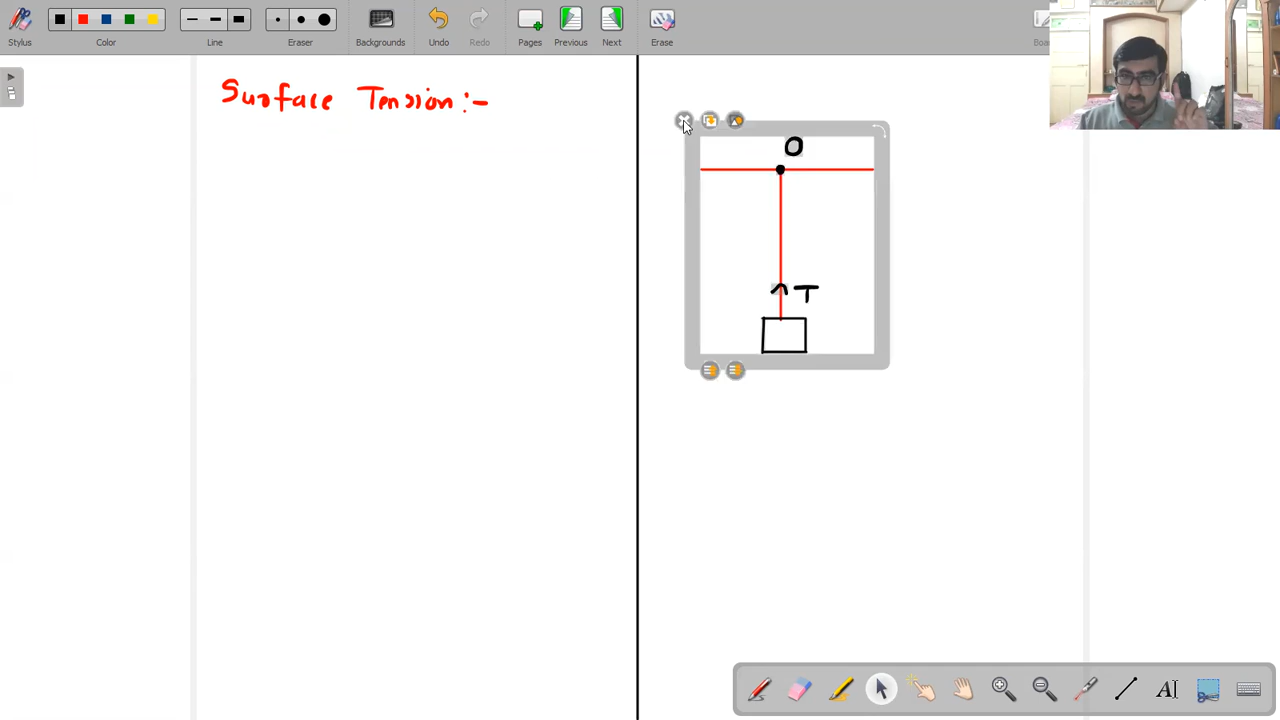 Stylus
Color
Line
Eraser
Backgrounds
Undo
Redo
Pages
Previous
Next
Erase
Surface Tension :-
O
T